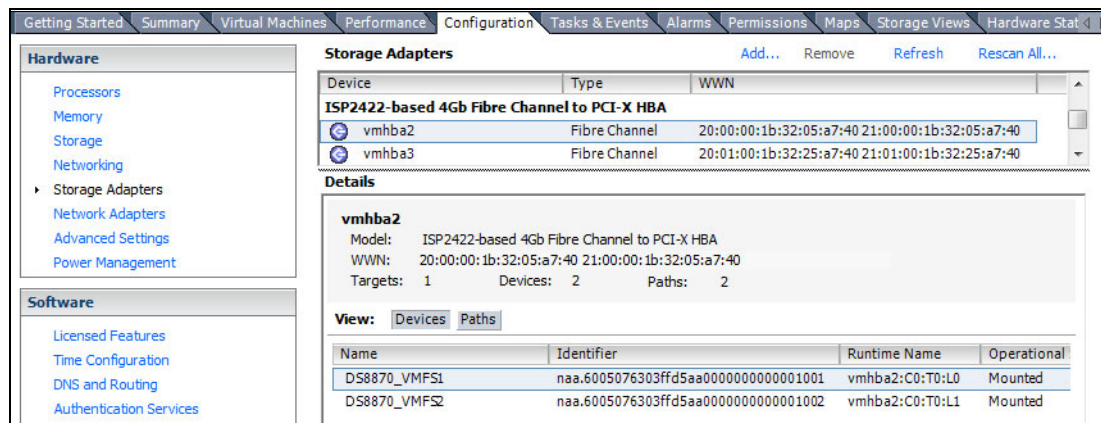 Getting Started Summary Virtual Machines Performance Configuration Tasks & Events Alarms Permissions Maps Storage Views Hardware Stat
Hardware
Processors
Memory
Storage
Networking
Storage Adapters
Network Adapters
Advanced Settings
Power Management
Software
Licensed Features
Time Configuration
DNS and Routing
Authentication Services
Storage Adapters Add... Remove Refresh Rescan All...
Device Type WWN
ISP2422-based 4Gb Fibre Channel to PCI-X HBA
vmhba2 Fibre Channel 20:00:00:1b:32:05:a7:40 21:00:00:1b:32:05:a7:40
vmhba3 Fibre Channel 20:01:00:1b:32:25:a7:40 21:01:00:1b:32:25:a7:40
Details
vmhba2
Model: ISP2422-based 4Gb Fibre Channel to PCI-X HBA
WWN: 20:00:00:1b:32:05:a7:40 21:00:00:1b:32:05:a7:40
Targets: 1 Devices: 2 Paths: 2
View: Devices Paths
Name Identifier Runtime Name Operational
DS8870_VMFS1 naa.6005076303ffd5aa0000000000001001 vmhba2:C0:T0:L0 Mounted
DS8870_VMFS2 naa.6005076303ffd5aa0000000000001002 vmhba2:C0:T0:L1 Mounted